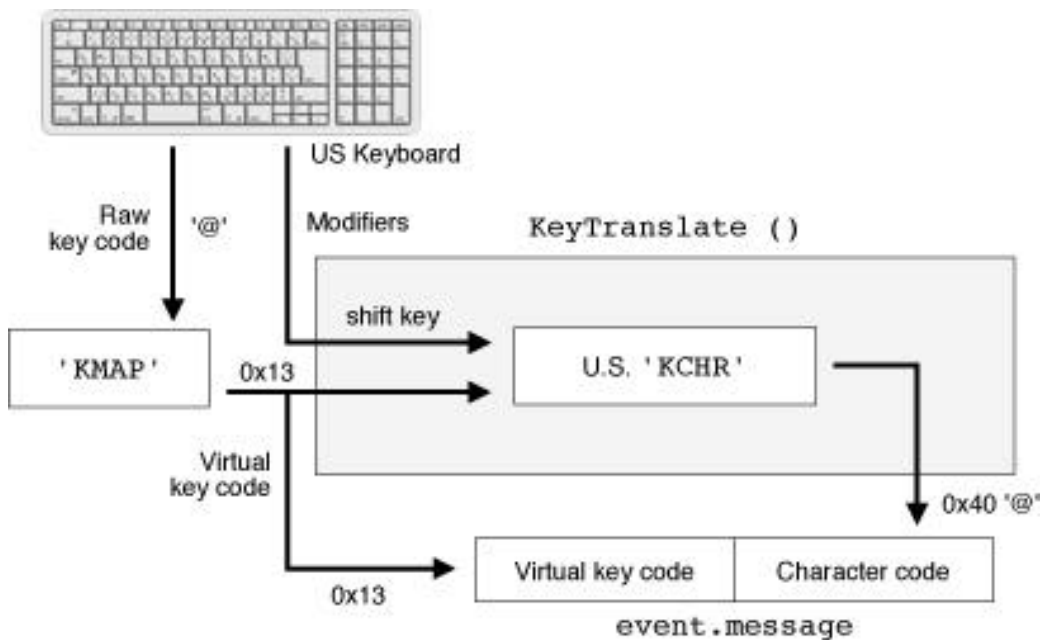 US Keyboard
Raw
key code
'@'
Modifiers
KeyTranslate ()
shift key
'KMAP'
0x13
U.S. 'KCHR'
Virtual
key code
0x40 '@'
0x13
Virtual key code
Character code
event.message